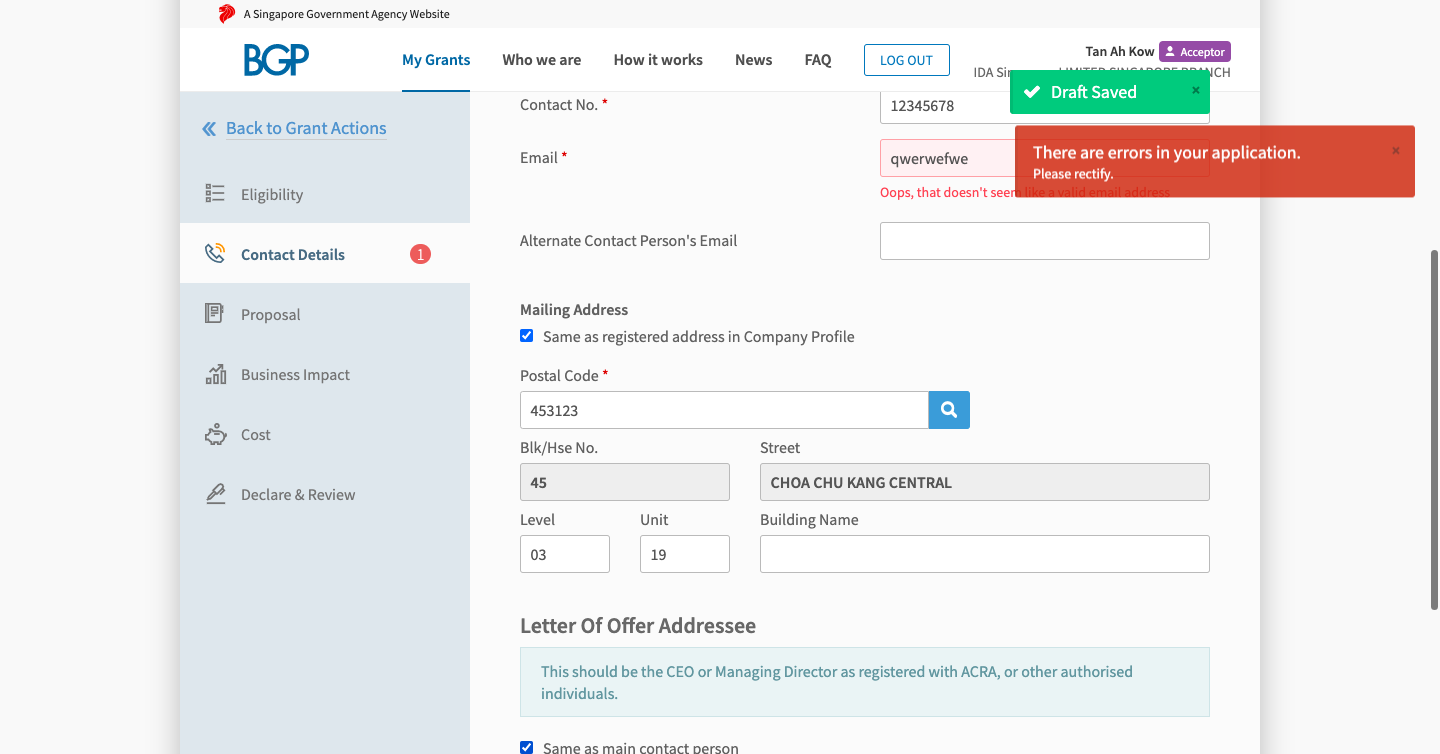 A Singapore Government Agency Website
BGP
My Grants
Who we are
How it works
News
FAQ
LOG OUT
Tan Ah Kow
Acceptor
IDA
LIMITED SINGAPORE BRANCH
Draft Saved
×
There are errors in your application.
Please rectify.
×
Back to Grant Actions
Eligibility
Contact Details
1
Proposal
Business Impact
Cost
Declare & Review
Contact No. *
12345678
Email *
qwerwefwe
Oops, that doesn't seem like a valid email address
Alternate Contact Person's Email
Mailing Address
Same as registered address in Company Profile
Postal Code *
453123
Blk/Hse No.
Street
45
CHOA CHU KANG CENTRAL
Level
Unit
Building Name
03
19
Letter Of Offer Addressee
This should be the CEO or Managing Director as registered with ACRA, or other authorised
individuals.
Same as main contact person